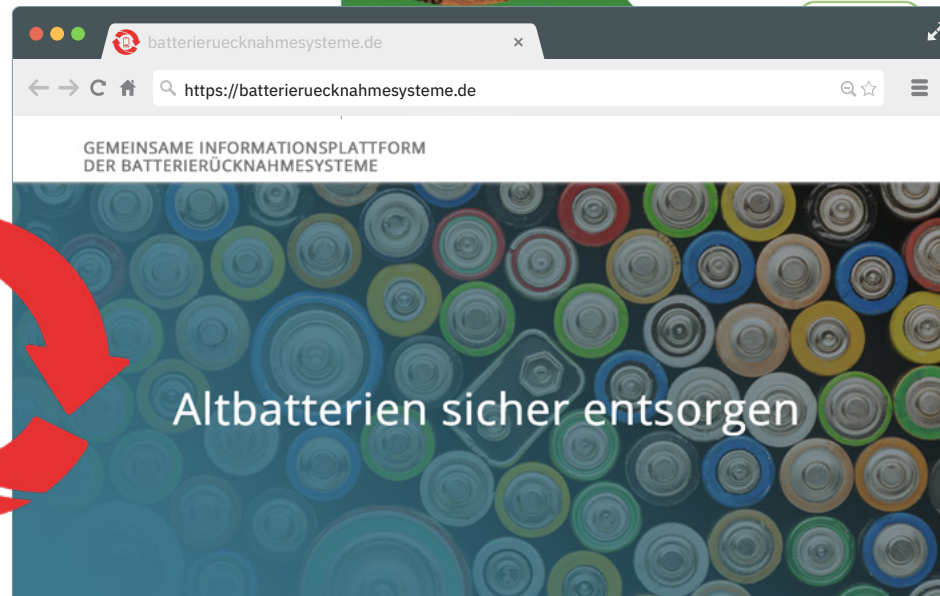 batterieruecknahmesysteme.de
https://batterieruecknahmesysteme.de
GEMEINSAME INFORMATIONSPLATTFORM
DER BATTERIERÜCKNAHMESYSTEME
Altbatterien sicher entsorgen